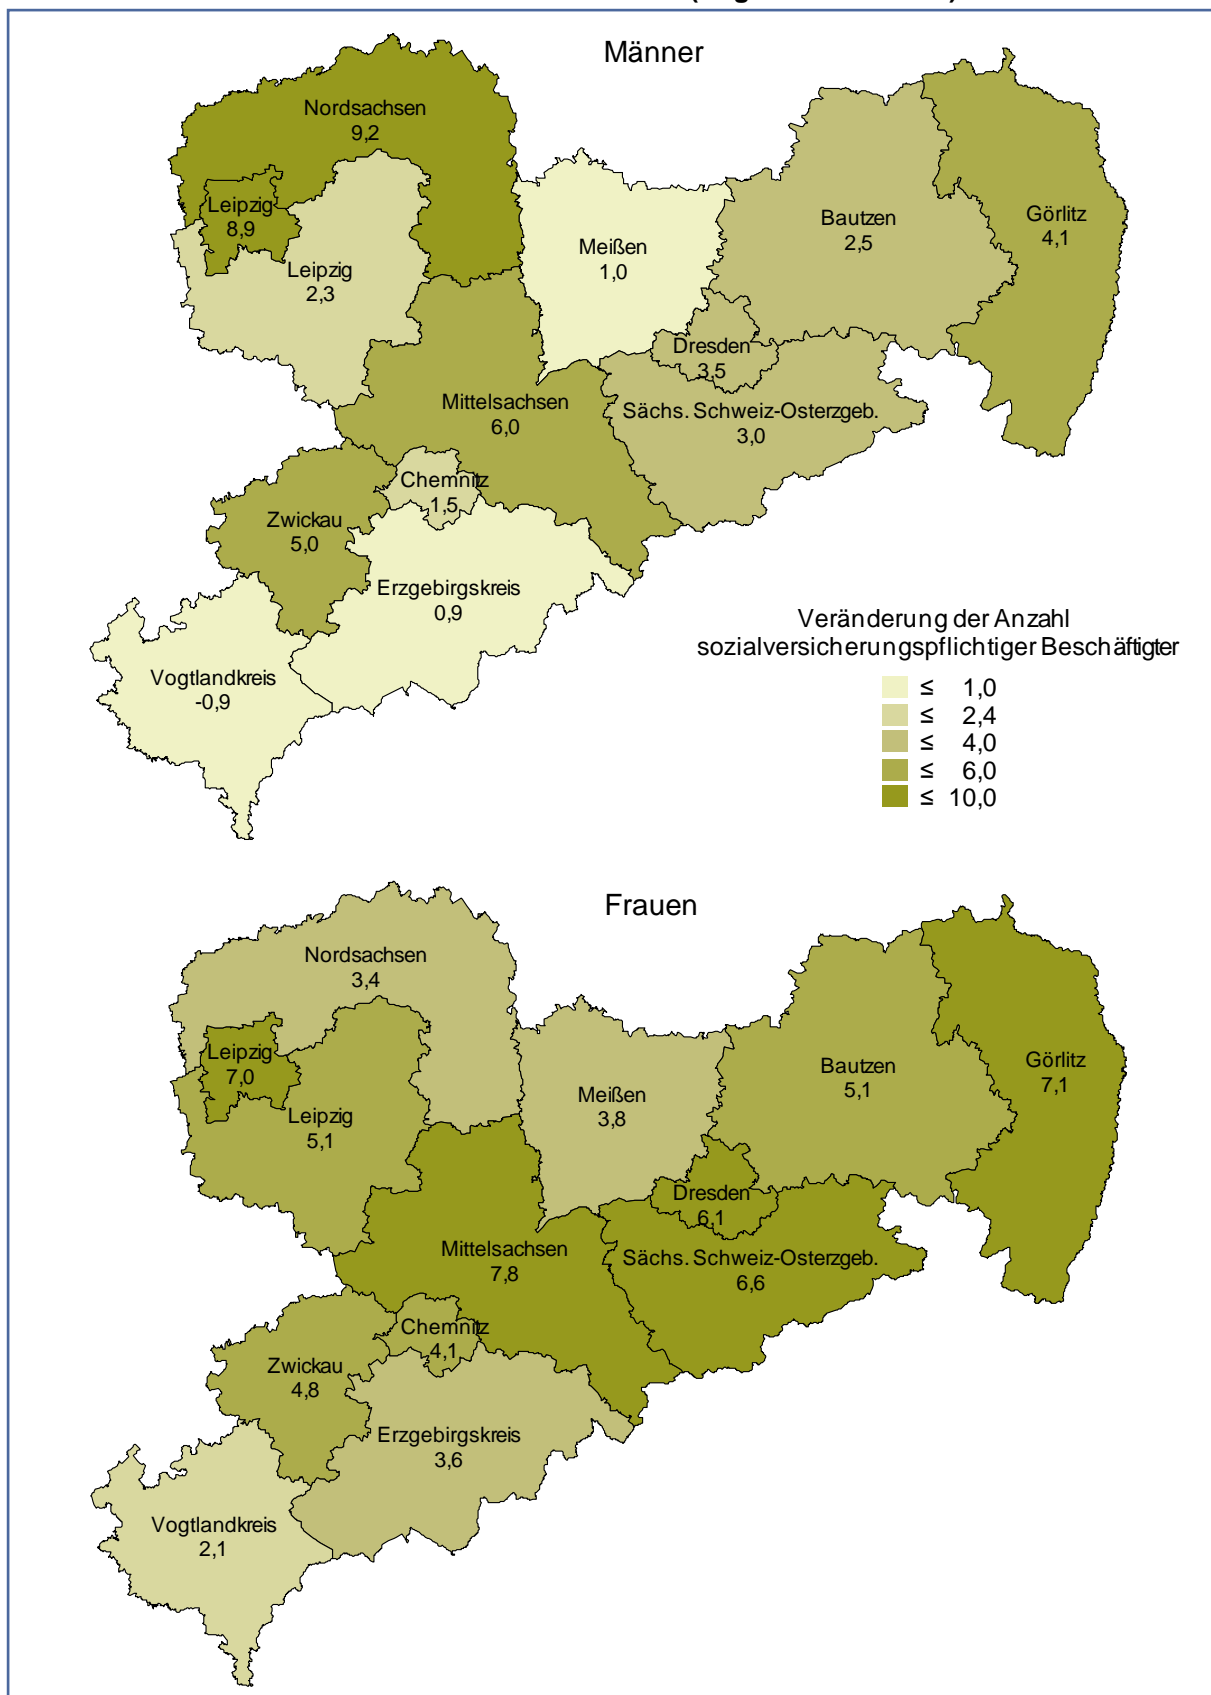 Männer
Nordsachsen
9,2
Leipzig
8,9
Leipzig
2,3
Meißen
1,0
Bautzen
2,5
Görlitz
4,1
Dresden
3,5
Mittelsachsen
6,0
Sächs. Schweiz-Osterzgeb.
3,0
Chemnitz
1,5
Zwickau
5,0
Erzgebirgskreis
0,9
Vogtlandkreis
-0,9
Veränderung der Anzahl
sozialversicherungspflichtiger Beschäftigter
≤ 1,0
≤ 2,4
≤ 4,0
≤ 6,0
≤ 10,0
Frauen
Nordsachsen
3,4
Leipzig
7,0
Leipzig
5,1
Meißen
3,8
Bautzen
5,1
Görlitz
7,1
Dresden
6,1
Mittelsachsen
7,8
Sächs. Schweiz-Osterzgeb.
6,6
Chemnitz
4,1
Zwickau
4,8
Erzgebirgskreis
3,6
Vogtlandkreis
2,1